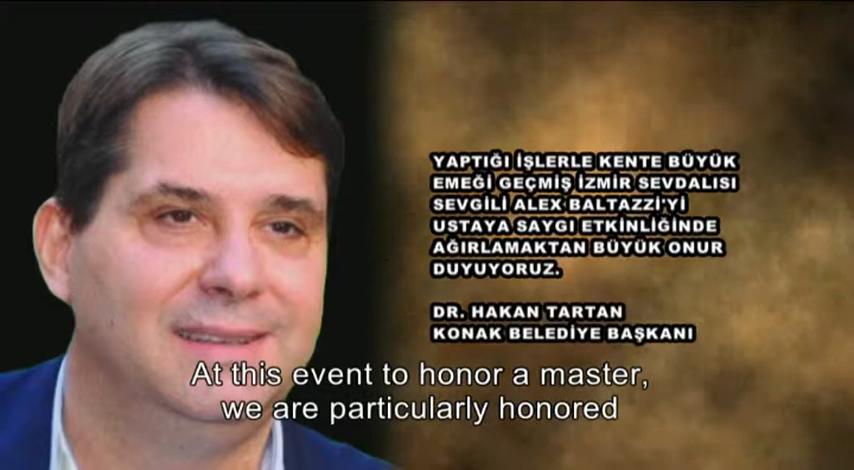 YAPTIĞI İŞLERLE KENTE BÜYÜK
EMEĞİ GEÇMİŞ İZMİR SEVDALISI
SEVGİLİ ALEX BALTAZZİ'Yİ
USTAYA SAYGI ETKİNLİĞİNDE
AĞIRLAMAKTAN BÜYÜK ONUR
DUYUYORUZ.
DR. HAKAN TARTAN
KONAK BELEDİYE BAŞKANI
At this event to honor a master,
we are particularly honored